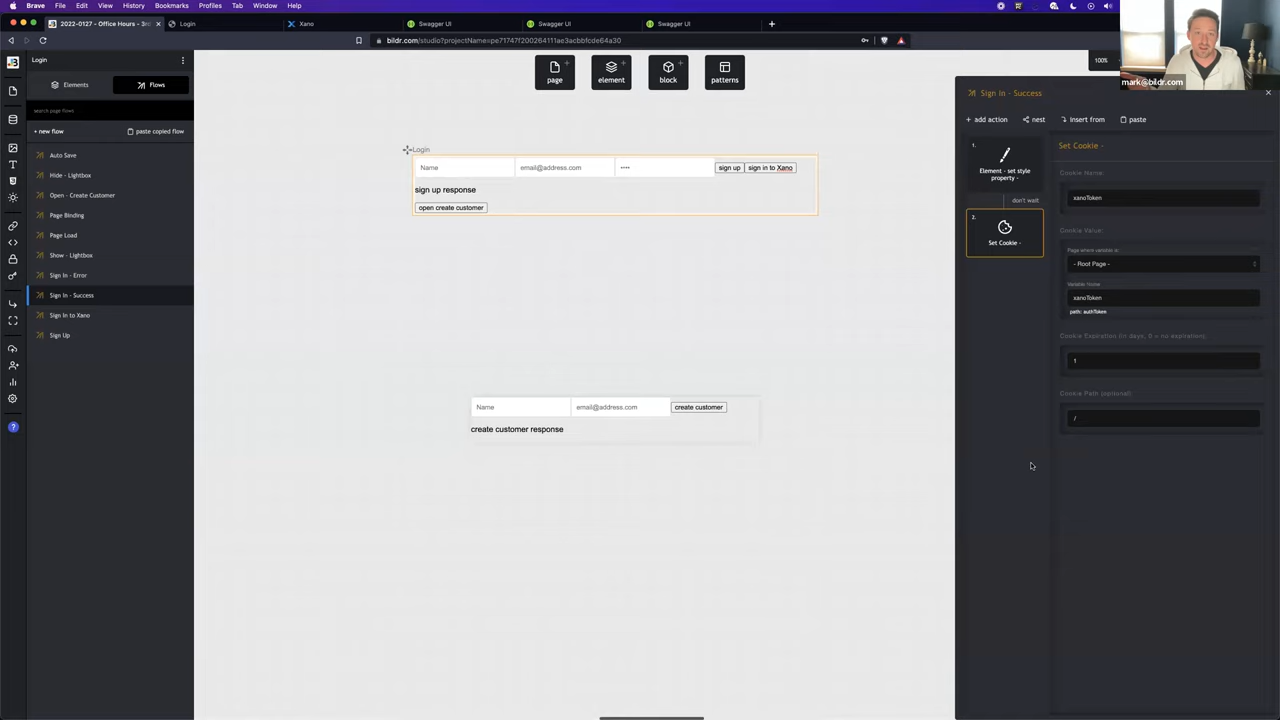 Brave File Edit View History Bookmarks Profiles Tab Window Help
2022-0127 - Office Hours - 3rd
Login
Xano
Swagger UI
Swagger UI
Swagger UI
bildr.com/studio?projectName=pe71747f200264111ae3acbbfcde64a30
mark@bildr.com
Login
Elements
Flows
search page flows
+ new flow
paste copied flow
Auto Save
Hide - Lightbox
Open - Create Customer
Page Binding
Page Load
Show - Lightbox
Sign In - Error
Sign In - Success
Sign In to Xano
Sign Up
page
element
block
patterns
100%
Login
Name
email@address.com
••••
sign up
sign in to Xano
sign up response
open create customer
Name
email@address.com
create customer
create customer response
Sign In - Success
+ add action
nest
insert from
paste
1.
Element - set style
property -
don't wait
2.
Set Cookie -
Set Cookie -
Cookie Name:
xanoToken
Cookie Value:
Page where variable is:
- Root Page -
Variable Name
xanoToken
path: authToken
Cookie Expiration (in days, 0 = no expiration)
1
Cookie Path (optional)
/